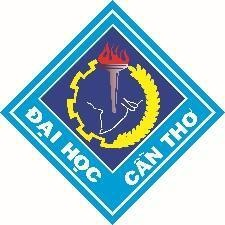 ĐẠI HỌC
CẦN THƠ